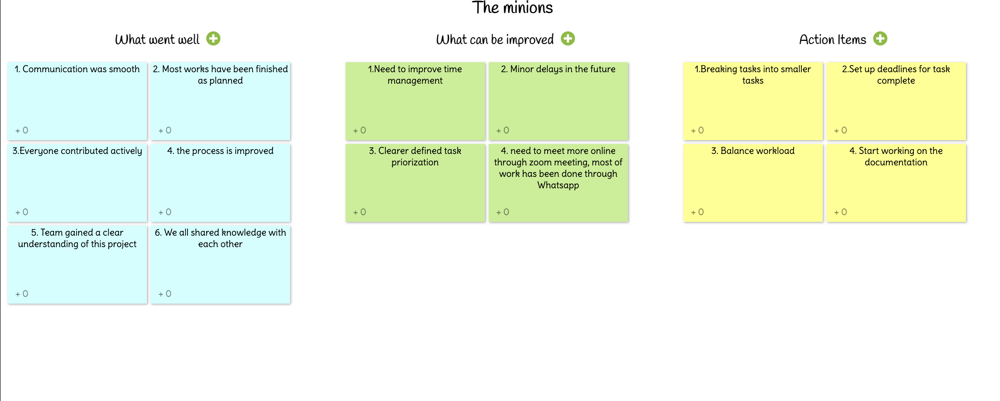 The minions
What went well
1. Communication was smooth
+ 0
2. Most works have been finished
as planned
+ 0
3.Everyone contributed actively
+ 0
4. the process is improved
+ 0
5. Team gained a clear
understanding of this project
+ 0
6. We all shared knowledge with
each other
+ 0
What can be improved
1.Need to improve time
management
+ 0
2. Minor delays in the future
+ 0
3. Clearer defined task
priorization
+ 0
4. need to meet more online
through zoom meeting, most of
work has been done through
Whatsapp
+ 0
Action Items
1.Breaking tasks into smaller
tasks
+ 0
2.Set up deadlines for task
complete
+ 0
3. Balance workload
+ 0
4. Start working on the
documentation
+ 0